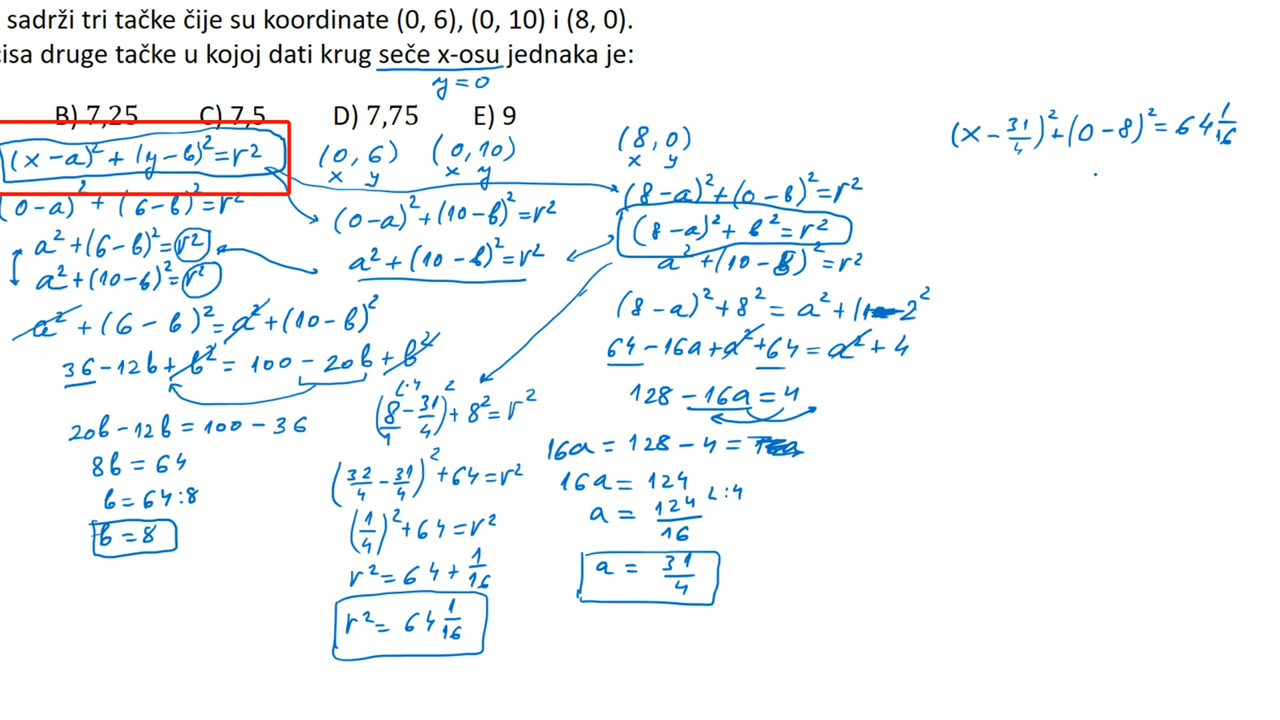 sadrži tri tačke čije su koordinate (0, 6), (0, 10) i (8, 0).
cisa druge tačke u kojoj dati krug seče x-osu jednaka je:
y = 0
B) 7,25 C) 7,5 D) 7,75 E) 9
(x – a)² + (y – b)² = r²
(0, 6)
x y
(0, 10)
x y
(0 – a)² + (6 – b)² = r²
a² + (6 – b)² = r²
a² + (10 – b)² = r²
a² + (6 – b)² = a² + (10 – b)²
36 – 12b + b² = 100 – 20b + b²
20b – 12b = 100 – 36
8b = 64
b = 64 : 8
b = 8
(0 – a)² + (10 – b)² = r²
a² + (10 – b)² = r²
(8/1 – 31/4)² + 8² = r²
(32/4 – 31/4)² + 64 = r²
(1/4)² + 64 = r²
r² = 64 + 1/16
r² = 64 1/16
(8, 0)
x y
(8 – a)² + (0 – b)² = r²
(8 – a)² + b² = r²
a² + (10 – b)² = r²
(8 – a)² + 8² = a² + 2²
64 – 16a + a² + 64 = a² + 4
128 – 16a = 4
16a = 128 – 4 =
16a = 124
a = 124/16 : 4
a = 31/4
(x – 31/4)² + (0 – 8)² = 64 1/16